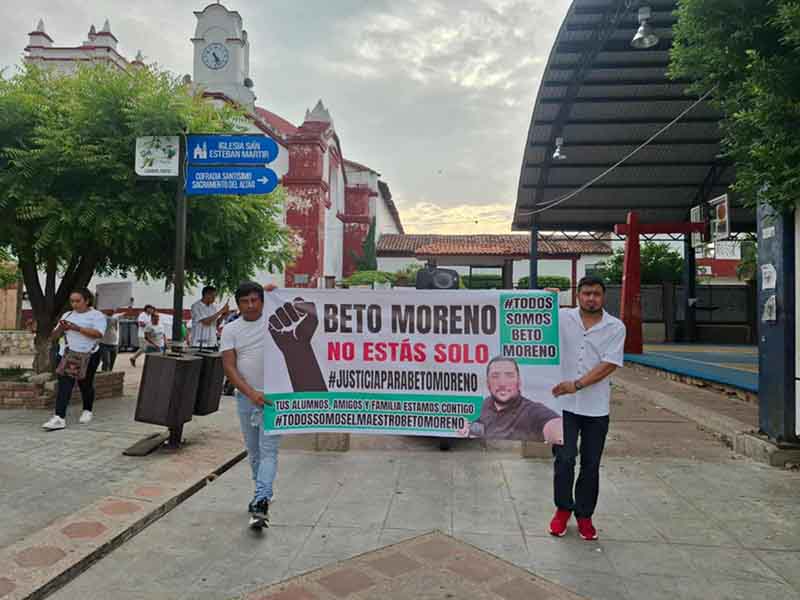 IGLESIA SAN
ESTEBAN MARTIR
COFRADIA SANTISIMO
SACRAMENTO DEL ALTAR
BETO MORENO
NO ESTÁS SOLO
#JUSTICIAPARABETOMORENO
#TODOS
SOMOS
BETO
MORENO
TUS ALUMNOS, AMIGOS Y FAMILIA ESTAMOS CONTIGO
#TODOSSOMOSELMAESTROBETOMORENO